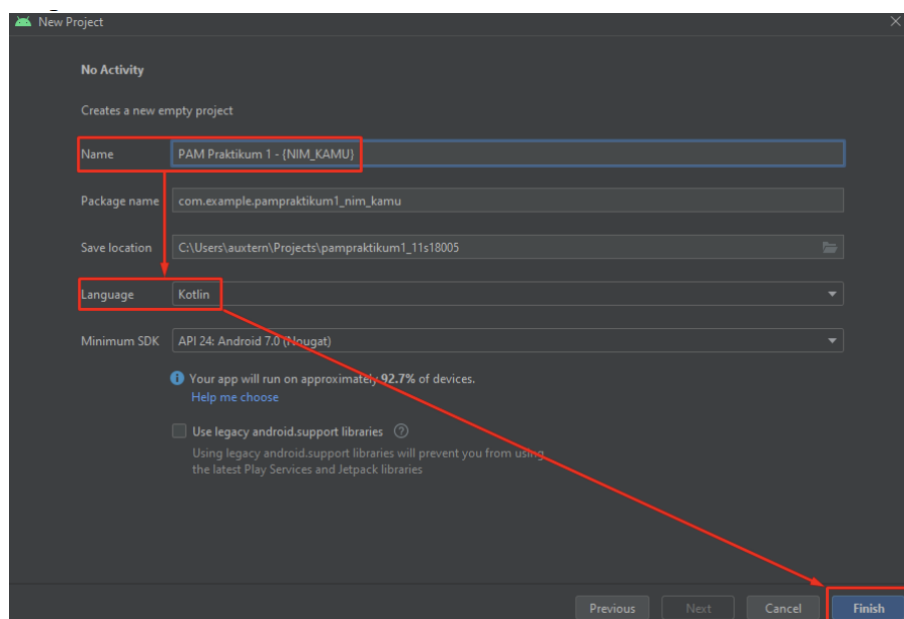 New Project
No Activity
Creates a new empty project
Name PAM Praktikum 1 - {NIM_KAMU}
Package name com.example.pampraktikum1_nim_kamu
Save location C:\Users\auxtern\Projects\pampraktikum1_11s18005
Language Kotlin
Minimum SDK API 24: Android 7.0 (Nougat)
Your app will run on approximately 92.7% of devices.
Help me choose
Use legacy android.support libraries
Using legacy android.support libraries will prevent you from using
the latest Play Services and Jetpack libraries
Previous Next Cancel Finish